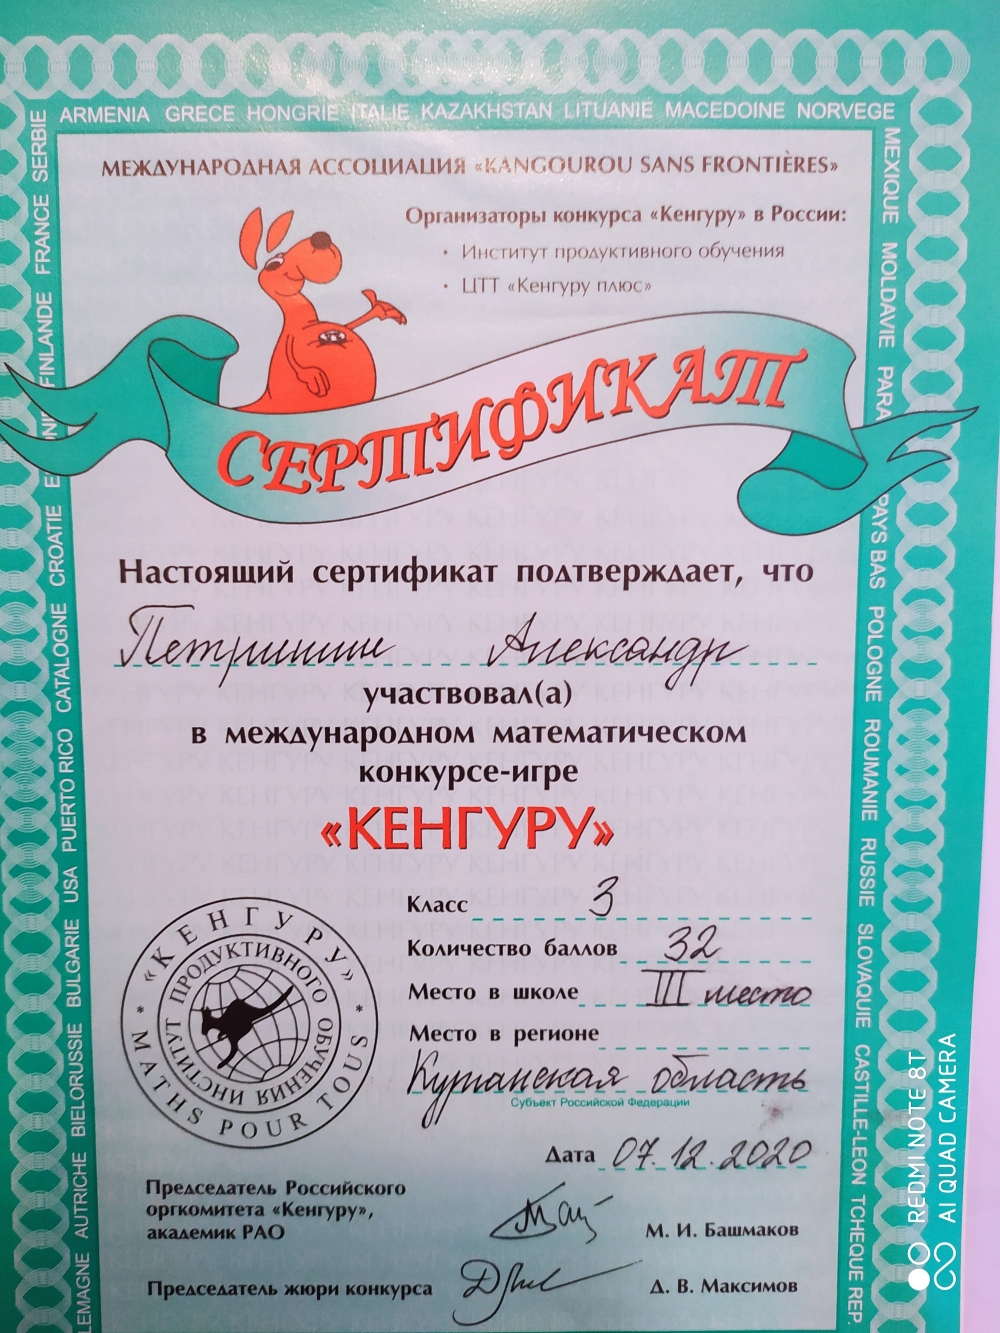 ARMENIA GRECE HONGRIE ITALIE KAZAKHSTAN LITUANIE MACEDOINE NORVEGE
МЕЖДУНАРОДНАЯ АССОЦИАЦИЯ «KANGOUROU SANS FRONTIÈRES»
Организаторы конкурса «Кенгуру» в России:
• Институт продуктивного обучения
• ЦТТ «Кенгуру плюс»
СЕРТИФИКАТ
Настоящий сертификат подтверждает, что
Александр
участвовал(а)
в международном математическом
конкурсе-игре
«КЕНГУРУ»
Класс 3
Количество баллов 32
Место в школе III место
Место в регионе
область
Субъект Российской Федерации
Дата 07.12.2020
«КЕНГУРУ»
* MATHS POUR TOUS *
ИНСТИТУТ ПРОДУКТИВНОГО ОБУЧЕНИЯ
Председатель Российского
оргкомитета «Кенгуру»,
академик РАО
М. И. Башмаков
Председатель жюри конкурса
Д. В. Максимов
LEMAGNE AUTRICHE BIELORUSSIE BULGARIE USA PUERTO RICO CATALOGNE CROATIE FINLANDE FRANCE SERBIE
MEXIQUE MOLDAVIE PARA PAYS BAS POLOGNE ROUMANIE RUSSIE SLOVAQUIE CASTILLE-LEON TCHEQUE REP.
REDMI NOTE 8T
AI QUAD CAMERA